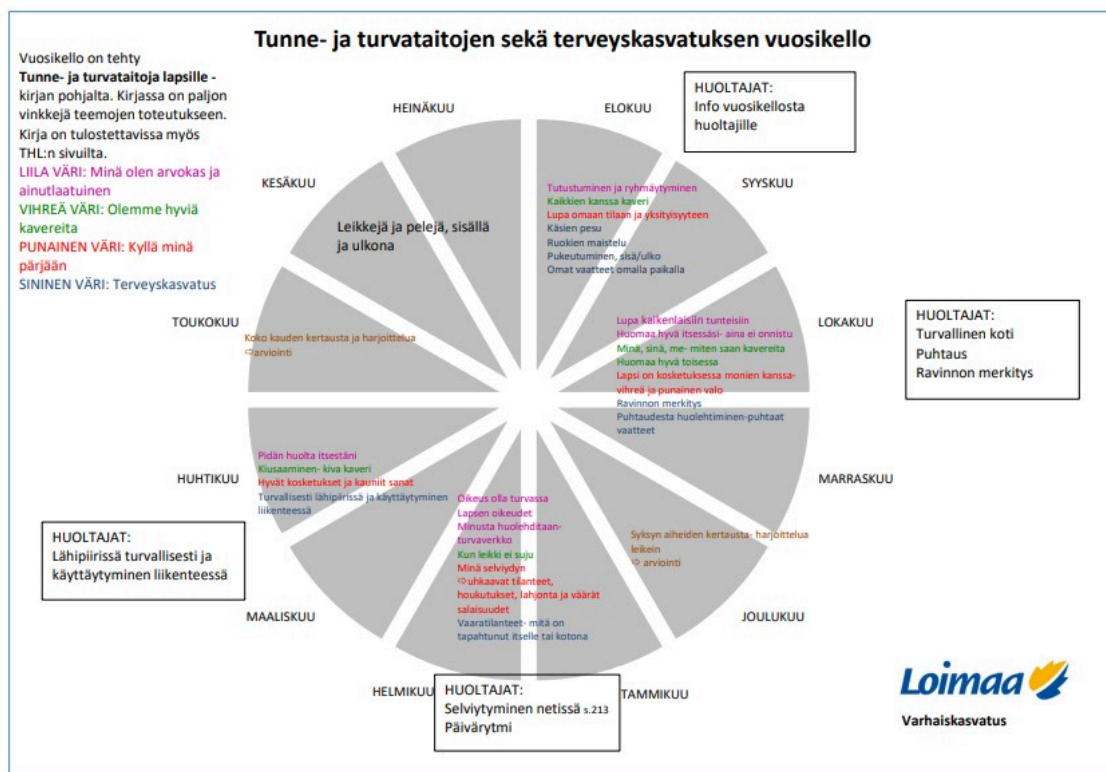 Tunne- ja turvataitojen sekä terveyskasvatuksen vuosikello
Vuosikello on tehty
Tunne- ja turvataitoja lapsille -
kirjan pohjalta. Kirjassa on paljon
vinkkejä teemojen toteutukseen.
Kirja on tulostettavissa myös
THL:n sivuilta.
LIILA VÄRI: Minä olen arvokas ja
ainutlaatuinen
VIHREÄ VÄRI: Olemme hyviä
kavereita
PUNAINEN VÄRI: Kyllä minä
pärjään
SININEN VÄRI: Terveyskasvatus
HEINÄKUU
ELOKUU
HUOLTAJAT:
Info vuosikellosta
huoltajille
KESÄKUU
SYYSKUU
Leikkejä ja pelejä, sisällä
ja ulkona
Tutustuminen ja ryhmäytyminen
Kaikkien kanssa kaveri
Lupa omaan tilaan ja yksityisyyteen
Käsien pesu
Ruokien maistelu
Pukeutuminen, sisä/ulko
Omat vaatteet omalla paikalla
TOUKOKUU
LOKAKUU
HUOLTAJAT:
Turvallinen koti
Puhtaus
Ravinnon merkitys
Koko kauden kertausta ja harjoittelua
⇨arviointi
Lupa kaikenlaisiin tunteisiin
Huomaa hyvä itsessäsi- aina ei onnistu
Minä, sinä, me- miten saan kavereita
Huomaa hyvä toisessa
Lapsi on kosketuksessa monien kanssa-
vihreä ja punainen valo
Ravinnon merkitys
Puhtaudesta huolehtiminen-puhtaat
vaatteet
HUHTIKUU
MARRASKUU
Pidän huolta itsestäni
Kiusaaminen- kiva kaveri
Hyvät kosketukset ja kauniit sanat
Turvallisesti lähipiirissä ja käyttäytyminen
liikenteessä
HUOLTAJAT:
Lähipiirissä turvallisesti ja
käyttäytyminen liikenteessä
Oikeus olla turvassa
Lapsen oikeudet
Minusta huolehditaan-
turvaverkko
Kun leikki ei suju
Minä selviydyn
⇨uhkaavat tilanteet,
houkutukset, lahjonta ja väärät
salaisuudet
Vaaratilanteet- mitä on
tapahtunut itselle tai kotona
Syksyn aiheiden kertausta- harjoittelua
leikein
⇨ arviointi
MAALISKUU
JOULUKUU
HELMIKUU
TAMMIKUU
HUOLTAJAT:
Selviytyminen netissä s.213
Päivärytmi
Loimaa
Varhaiskasvatus